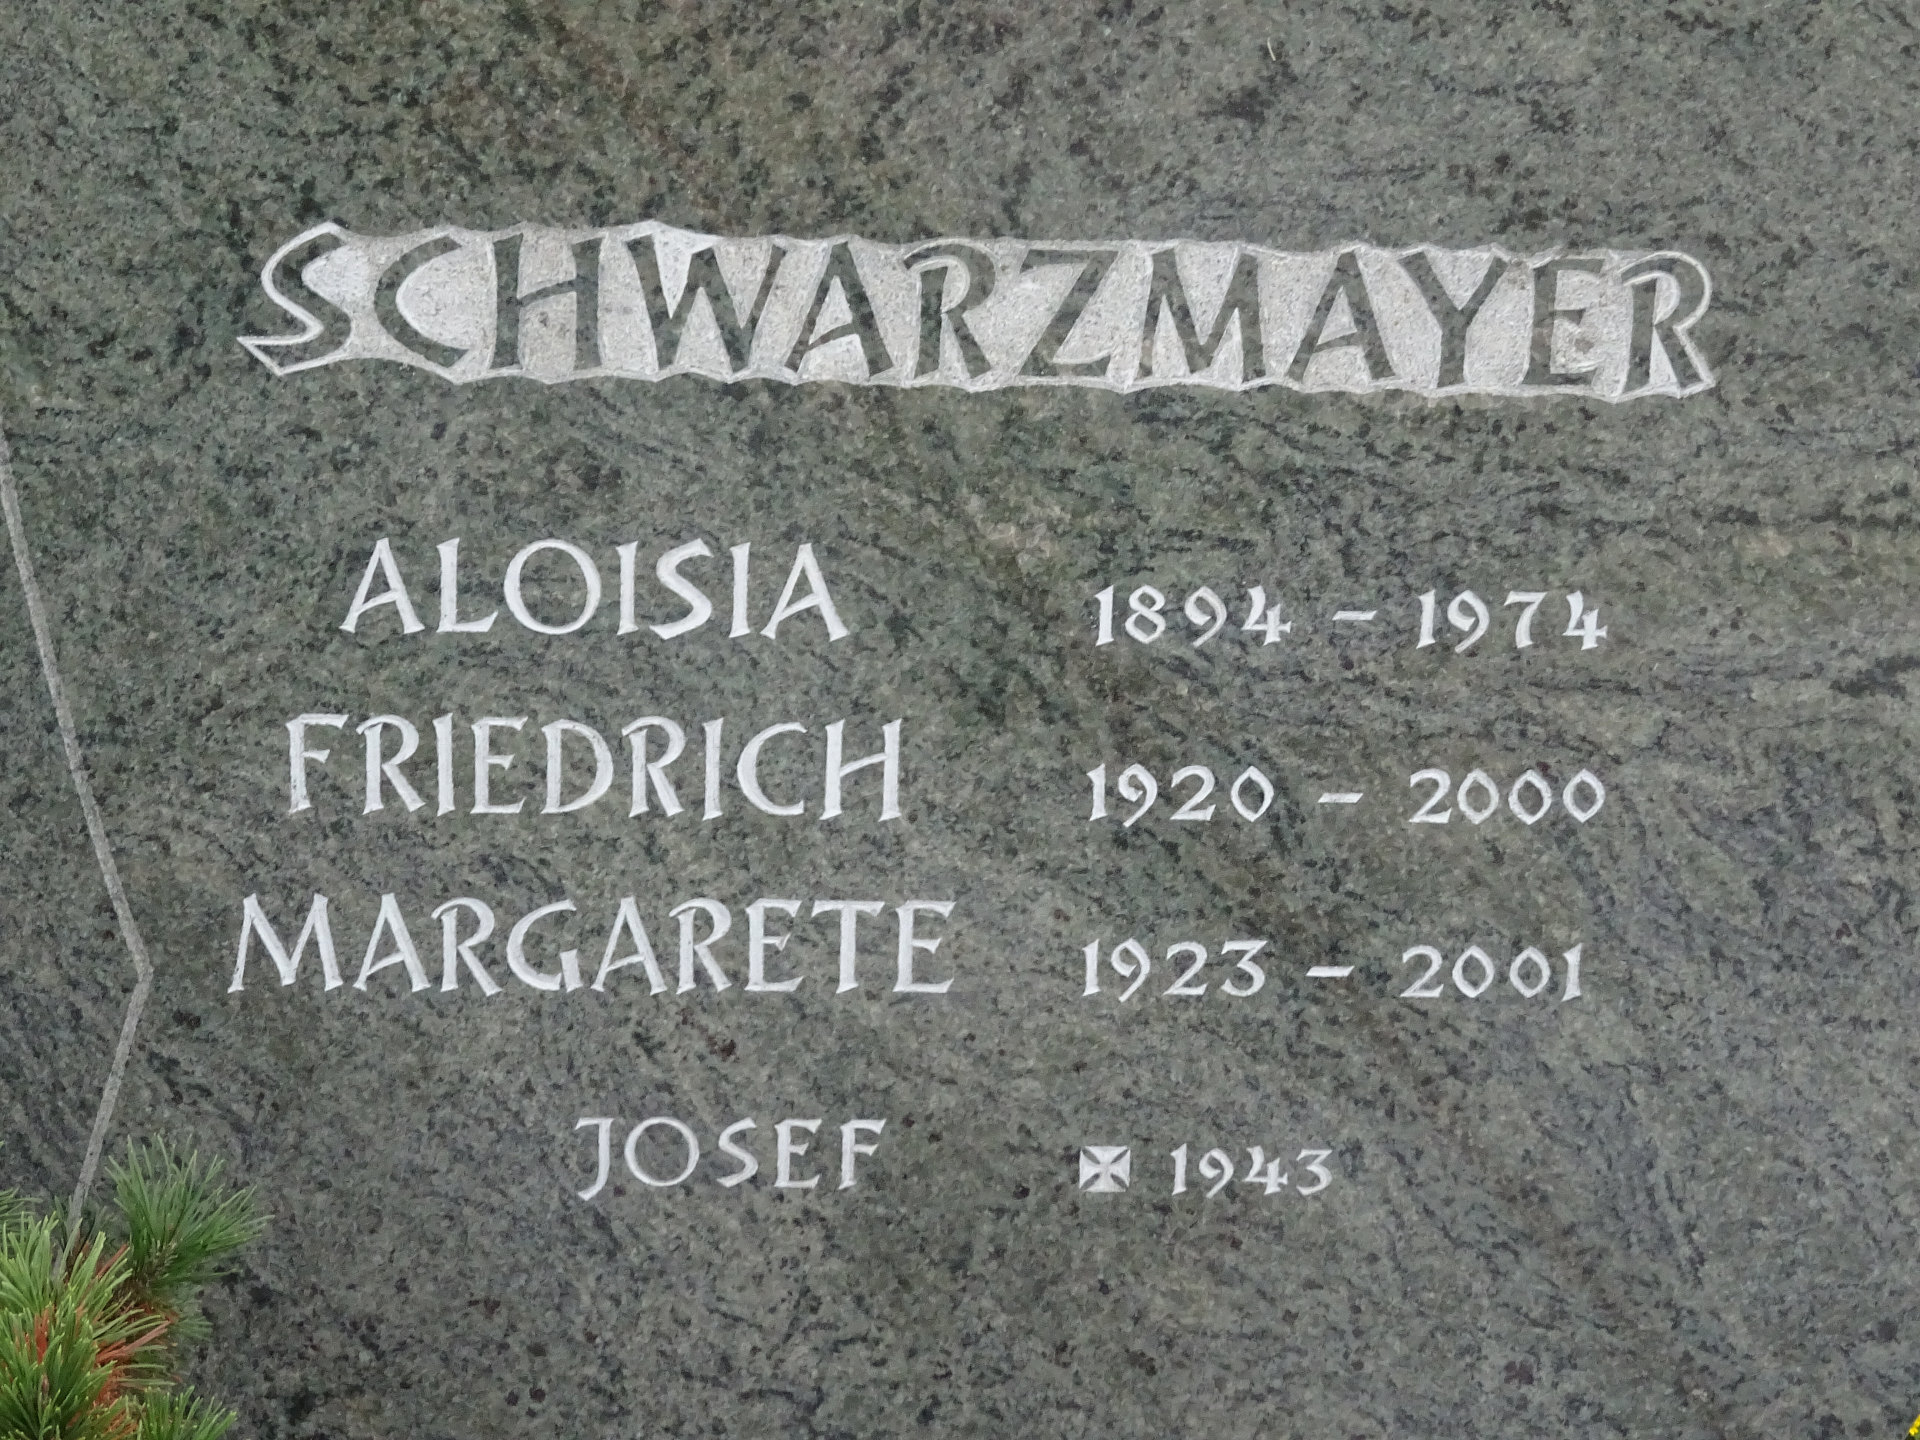 SCHWARZMAYER
ALOISIA 1894 – 1974
FRIEDRICH 1920 – 2000
MARGARETE 1923 – 2001
JOSEF ✠ 1943